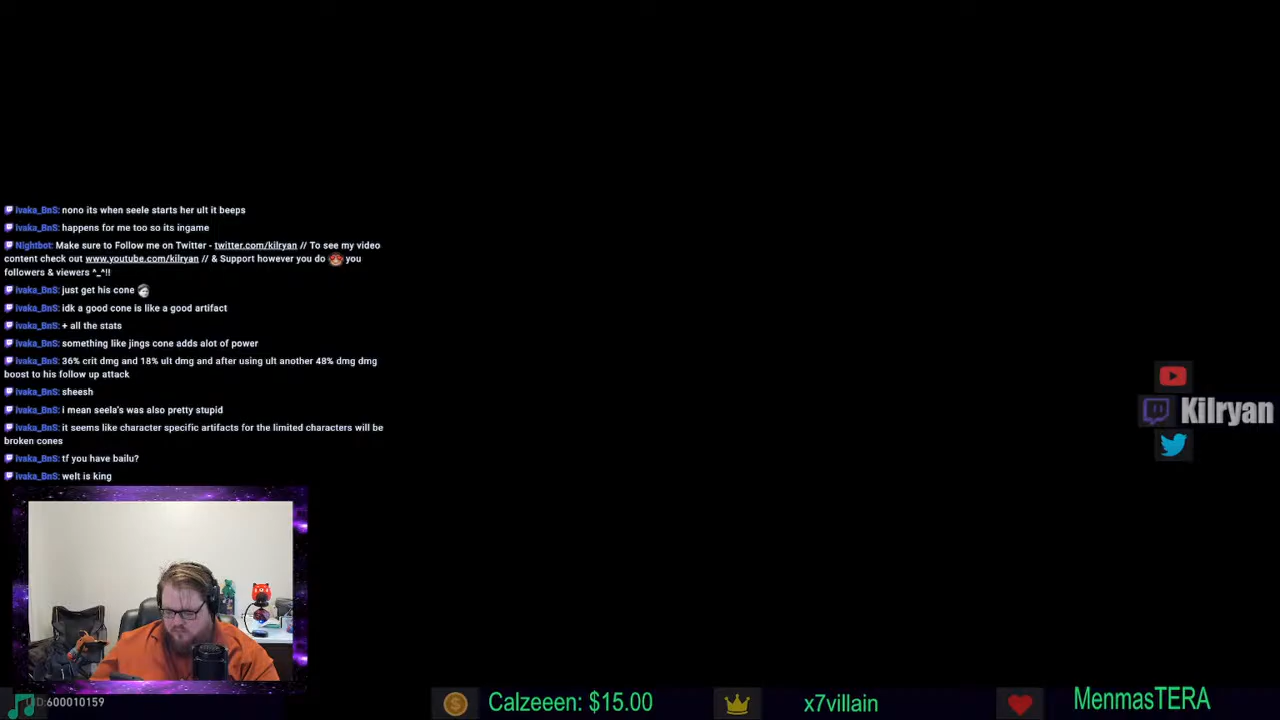 ivaka_BnS: nono its when seele starts her ult it beeps
ivaka_BnS: happens for me too so its ingame
Nightbot: Make sure to Follow me on Twitter - twitter.com/kilryan // To see my video
content check out www.youtube.com/kilryan // & Support however you do you
followers & viewers ^_^!!
ivaka_BnS: just get his cone
ivaka_BnS: idk a good cone is like a good artifact
ivaka_BnS: + all the stats
ivaka_BnS: something like jings cone adds alot of power
ivaka_BnS: 36% crit dmg and 18% ult dmg and after using ult another 48% dmg dmg
boost to his follow up attack
ivaka_BnS: sheesh
ivaka_BnS: i mean seela's was also pretty stupid
ivaka_BnS: it seems like character specific artifacts for the limited characters will be
broken cones
ivaka_BnS: tf you have bailu?
ivaka_BnS: welt is king
Kilryan
ID:600010159
Calzeeen: $15.00
x7villain
MenmasTERA